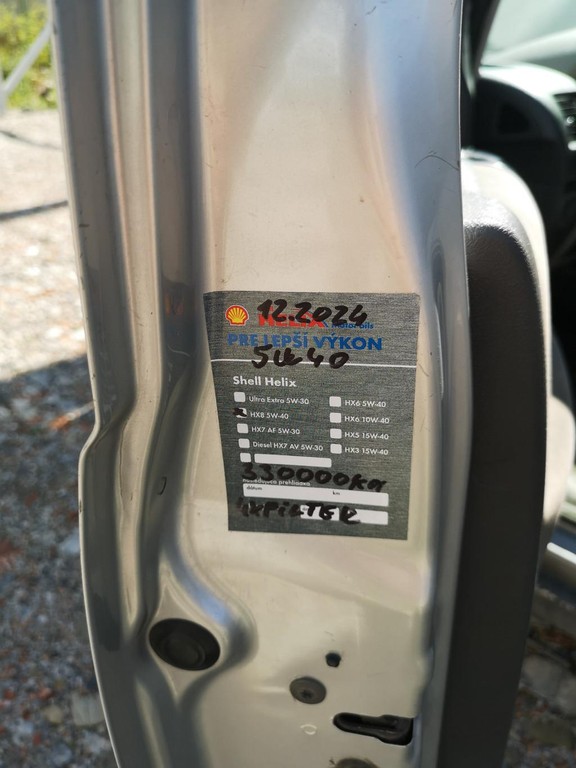 12.2024
HELIX Motor oils
PRE LEPŠÍ VÝKON
5W40
Shell Helix
Ultra Extra 5W-30
HX6 5W-40
x HX8 5W-40
HX6 10W-40
HX7 AF 5W-30
HX5 15W-40
Diesel HX7 AV 5W-30
HX3 15W-40
330000km
prehliadka
dátum km
FiLTER